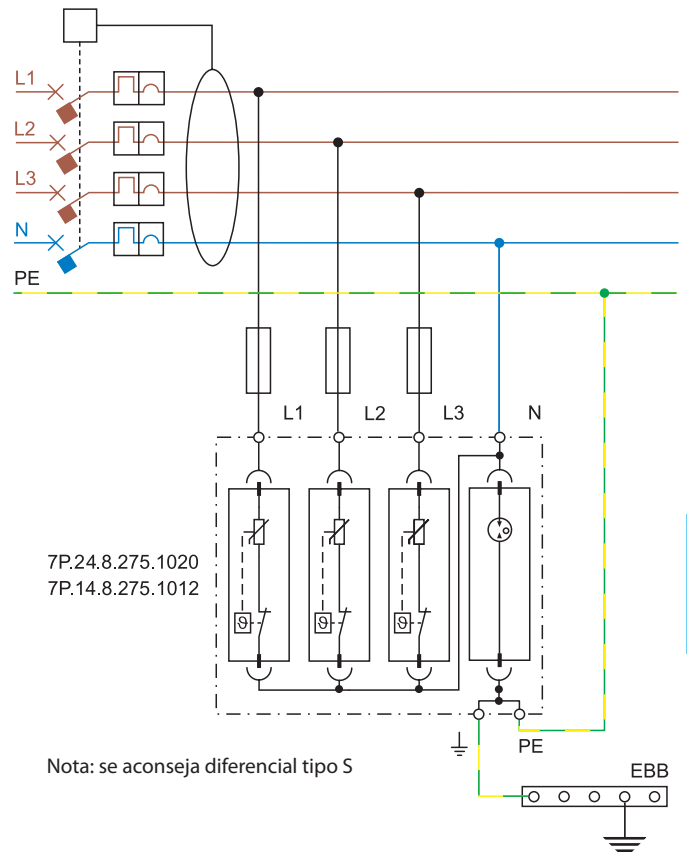 L1
L2
L3
N
PE
L1 L2 L3 N
7P.24.8.275.1020
7P.14.8.275.1012
ϑ ϑ ϑ
PE
Nota: se aconseja diferencial tipo S
EBB